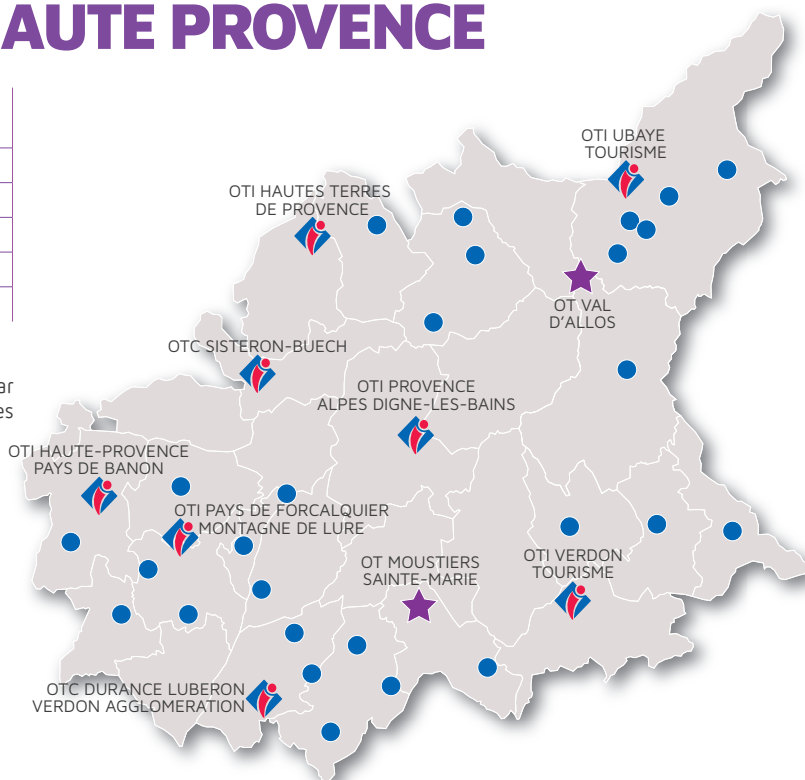 AUTE PROVENCE
OTI UBAYE
TOURISME
OTI HAUTES TERRES
DE PROVENCE
OT VAL
D'ALLOS
OTC SISTERON-BUECH
OTI PROVENCE
ALPES DIGNE-LES-BAINS
ar
es
OTI HAUTE-PROVENCE
PAYS DE BANON
OTI PAYS DE FORCALQUIER
MONTAGNE DE LURE
OT MOUSTIERS
SAINTE-MARIE
OTI VERDON
TOURISME
OTC DURANCE LUBERON
VERDON AGGLOMERATION